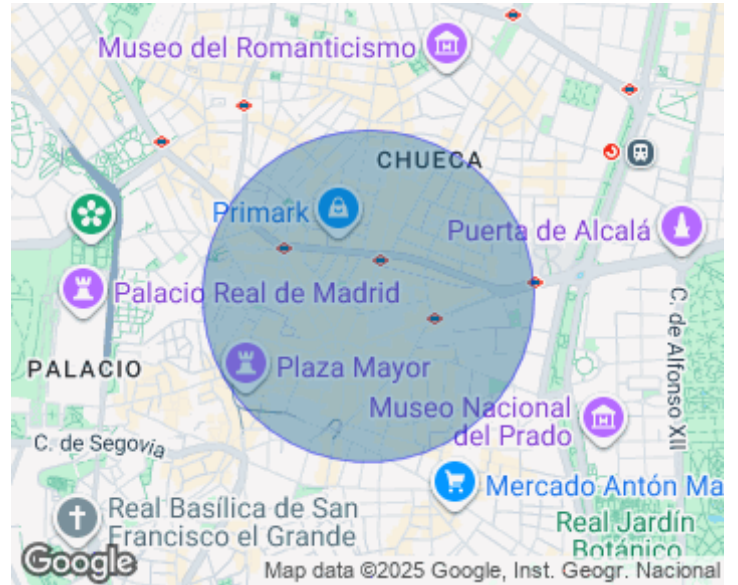 Museo del Romanticismo
CHUECA
Primark
Puerta de Alcalá
Palacio Real de Madrid
C. de Alfonso XII
PALACIO
Plaza Mayor
Museo Nacional
del Prado
C. de Segovia
Mercado Antón Ma
Real Basílica de San
Francisco el Grande
Real Jardín
Botánico
Google
Map data ©2025 Google, Inst. Geogr. Nacional